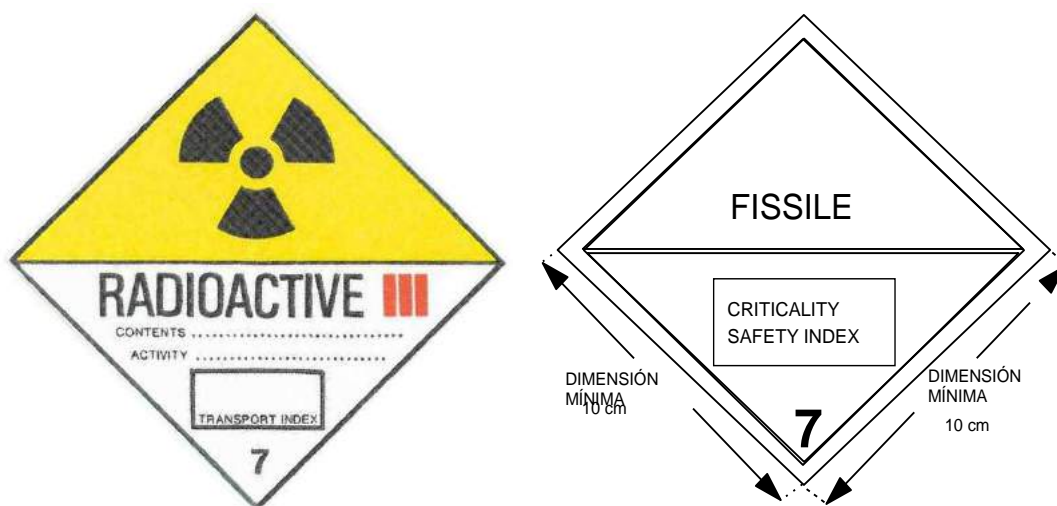 RADIOACTIVE III
CONTENTS ..............................
ACTIVITY ...........................
TRANSPORT INDEX
7
FISSILE
CRITICALITY
SAFETY INDEX
7
DIMENSIÓN
MÍNIMA
10 cm
DIMENSIÓN
MÍNIMA
10 cm